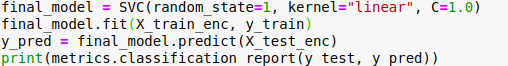 final_model = SVC(random_state=1, kernel="linear", C=1.0)
final_model.fit(X_train_enc, y_train)
y_pred = final_model.predict(X_test_enc)
print(metrics.classification_report(y_test, y_pred))